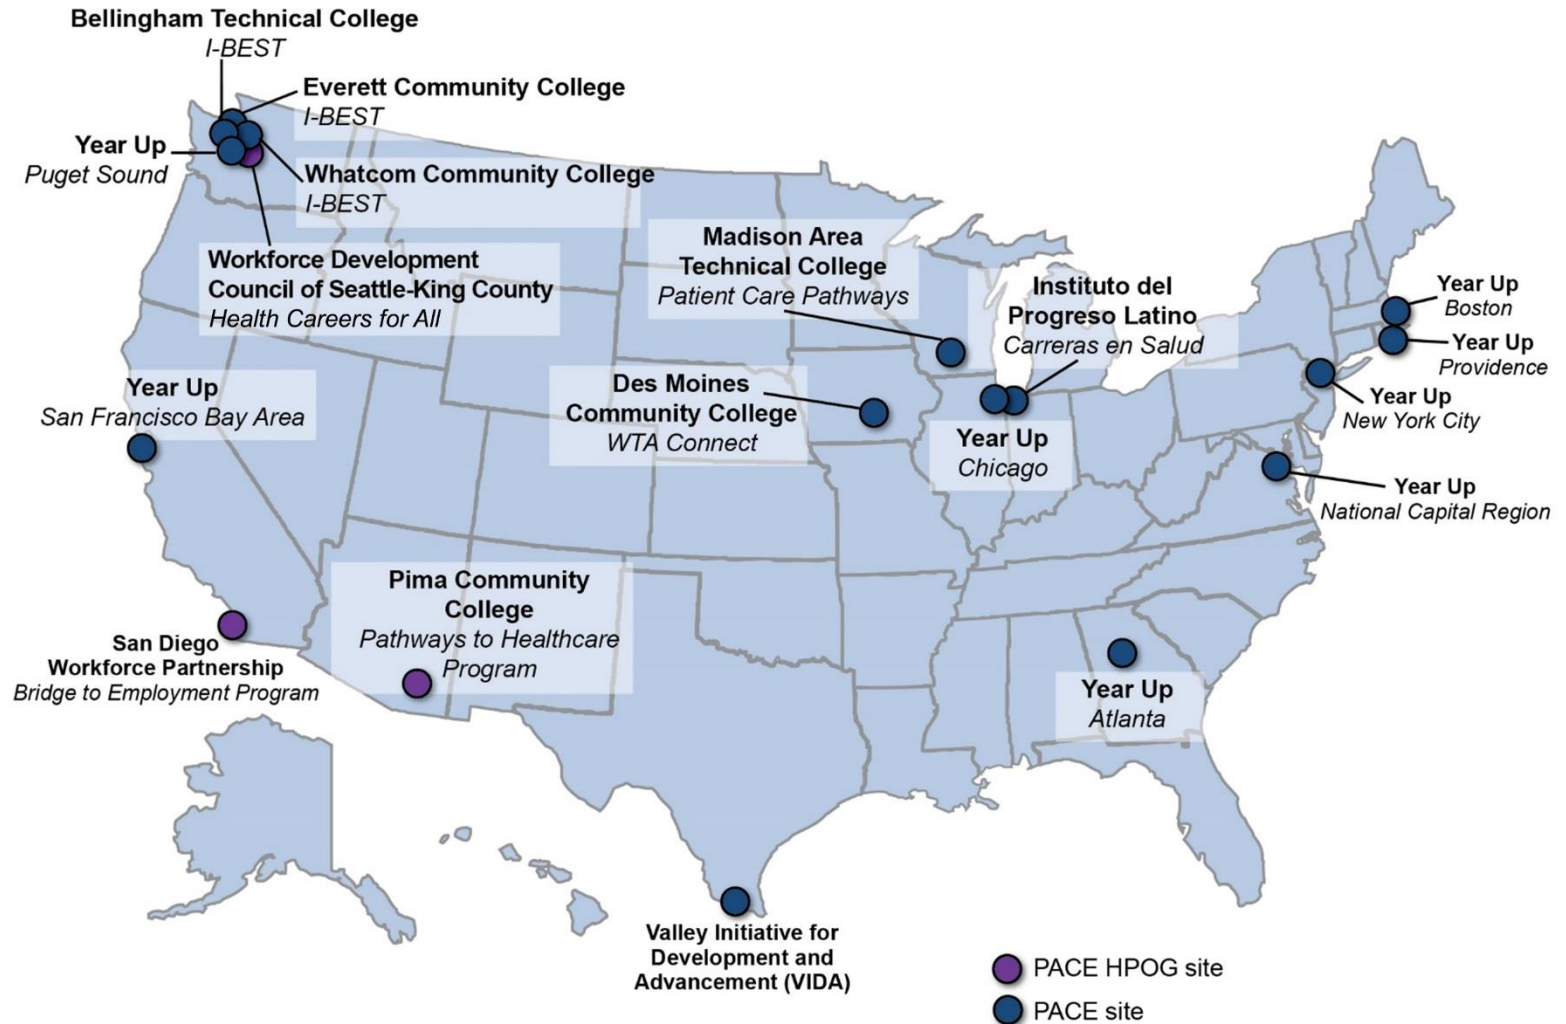 Bellingham Technical College
I-BEST
Everett Community College
I-BEST
Year Up
Puget Sound
Whatcom Community College
I-BEST
Workforce Development
Council of Seattle-King County
Health Careers for All
Madison Area
Technical College
Patient Care Pathways
Instituto del
Progreso Latino
Carreras en Salud
Year Up
Boston
Year Up
Providence
Year Up
New York City
Year Up
San Francisco Bay Area
Des Moines
Community College
WTA Connect
Year Up
Chicago
Year Up
National Capital Region
Pima Community
College
Pathways to Healthcare
Program
San Diego
Workforce Partnership
Bridge to Employment Program
Year Up
Atlanta
Valley Initiative for
Development and
Advancement (VIDA)
PACE HPOG site
PACE site